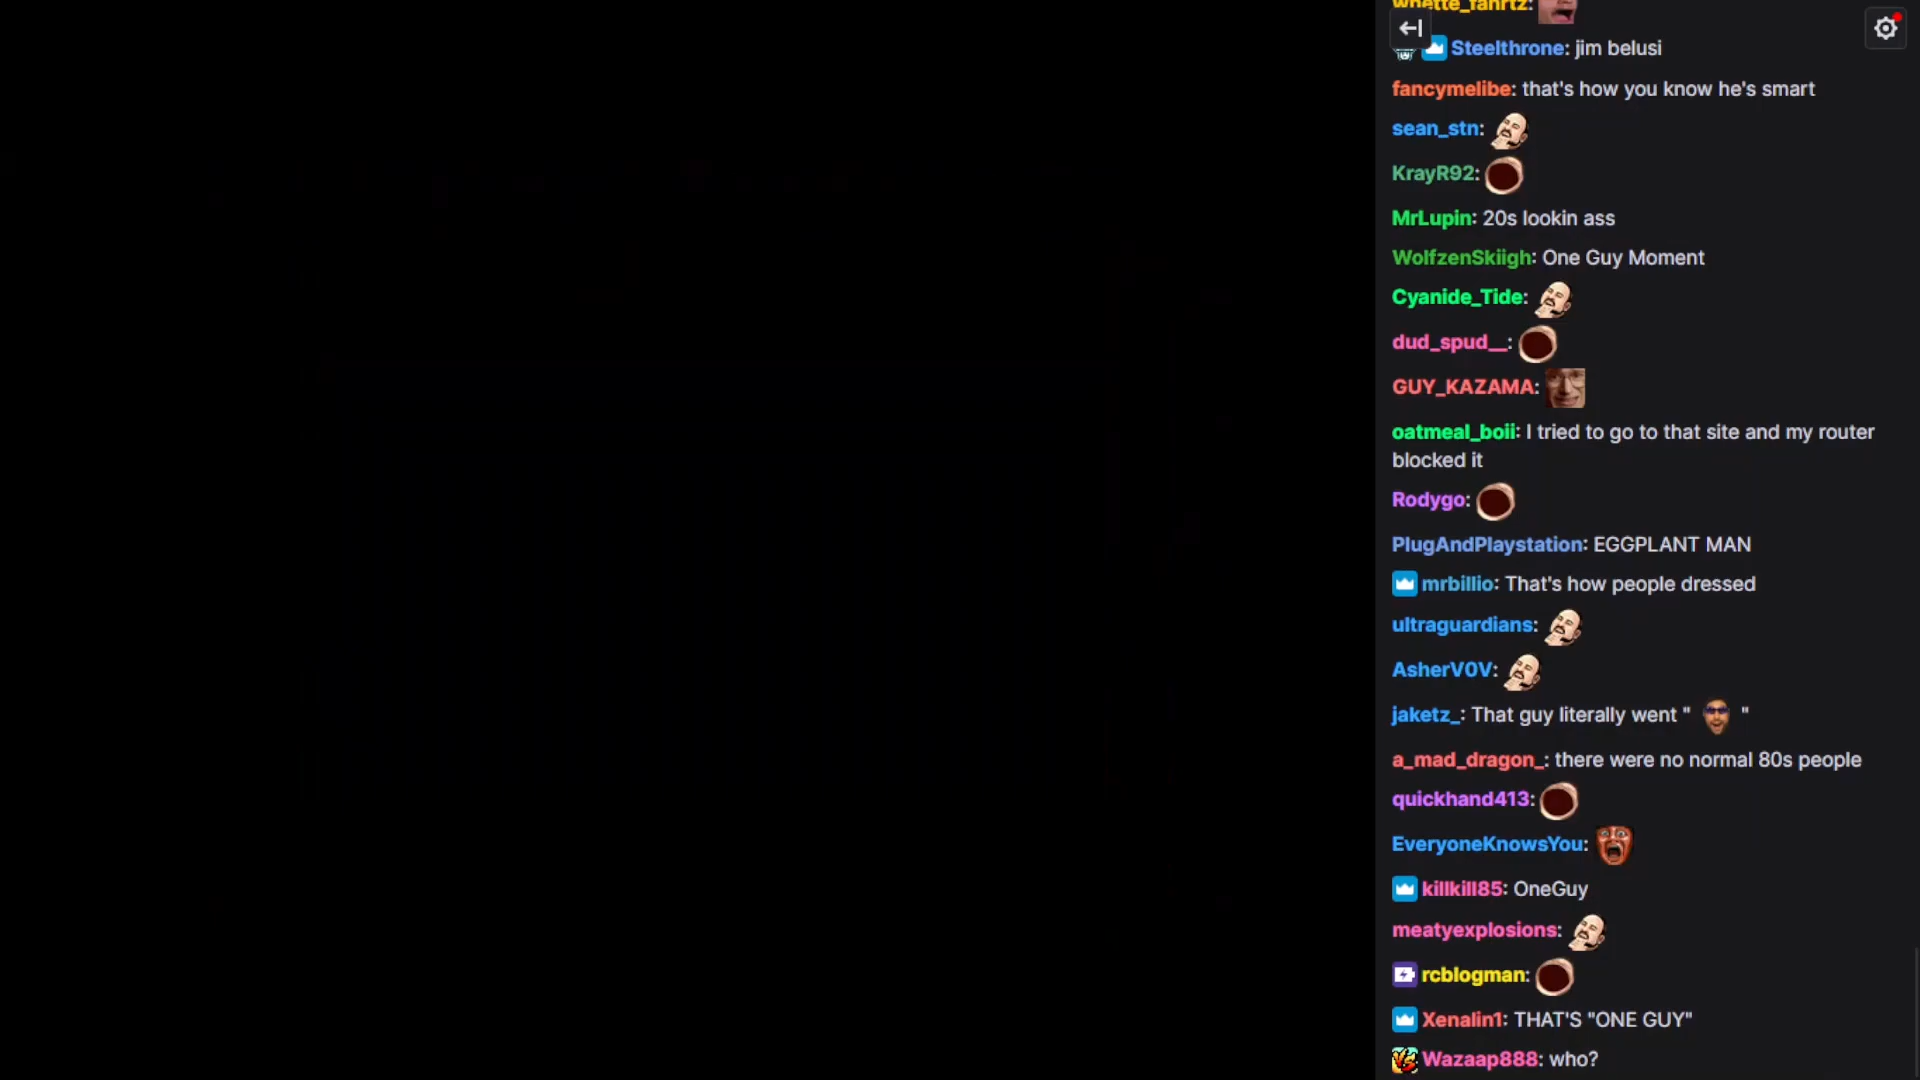 whette_fahrtz:
Steelthrone: jim belusi
fancymelibe: that's how you know he's smart
sean_stn:
KrayR92:
MrLupin: 20s lookin ass
WolfzenSkiigh: One Guy Moment
Cyanide_Tide:
dud_spud__:
GUY_KAZAMA:
oatmeal_boii: I tried to go to that site and my router
blocked it
Rodygo:
PlugAndPlaystation: EGGPLANT MAN
mrbillio: That's how people dressed
ultraguardians:
AsherV0V:
jaketz_: That guy literally went " "
a_mad_dragon_: there were no normal 80s people
quickhand413:
EveryoneKnowsYou:
killkill85: OneGuy
meatyexplosions:
rcblogman:
Xenalin1: THAT'S "ONE GUY"
Wazaap888: who?